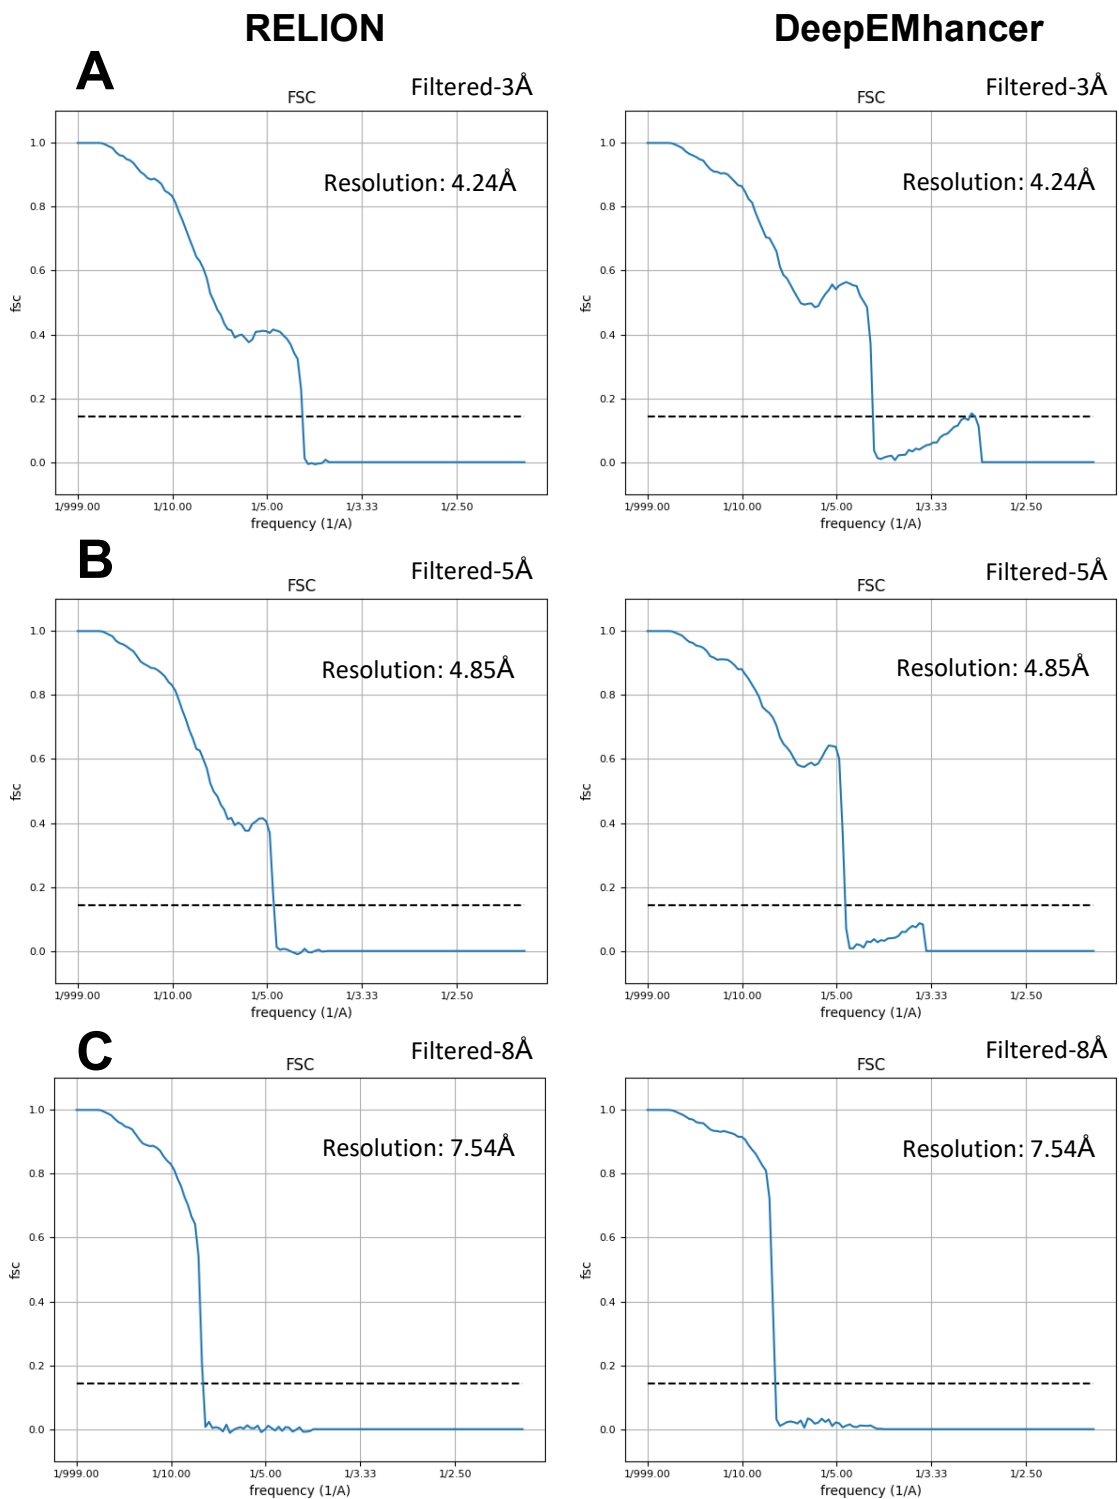 RELION
DeepEMhancer
A
Filtered-3Å
FSC
Resolution: 4.24Å
1.0
0.8
0.6
0.4
0.2
0.0
fsc
1/999.00 1/10.00 1/5.00 1/3.33 1/2.50
frequency (1/A)
Filtered-3Å
FSC
Resolution: 4.24Å
1.0
0.8
0.6
0.4
0.2
0.0
fsc
1/999.00 1/10.00 1/5.00 1/3.33 1/2.50
frequency (1/A)
B
Filtered-5Å
FSC
Resolution: 4.85Å
1.0
0.8
0.6
0.4
0.2
0.0
fsc
1/999.00 1/10.00 1/5.00 1/3.33 1/2.50
frequency (1/A)
Filtered-5Å
FSC
Resolution: 4.85Å
1.0
0.8
0.6
0.4
0.2
0.0
fsc
1/999.00 1/10.00 1/5.00 1/3.33 1/2.50
frequency (1/A)
C
Filtered-8Å
FSC
Resolution: 7.54Å
1.0
0.8
0.6
0.4
0.2
0.0
fsc
1/999.00 1/10.00 1/5.00 1/3.33 1/2.50
frequency (1/A)
Filtered-8Å
FSC
Resolution: 7.54Å
1.0
0.8
0.6
0.4
0.2
0.0
fsc
1/999.00 1/10.00 1/5.00 1/3.33 1/2.50
frequency (1/A)